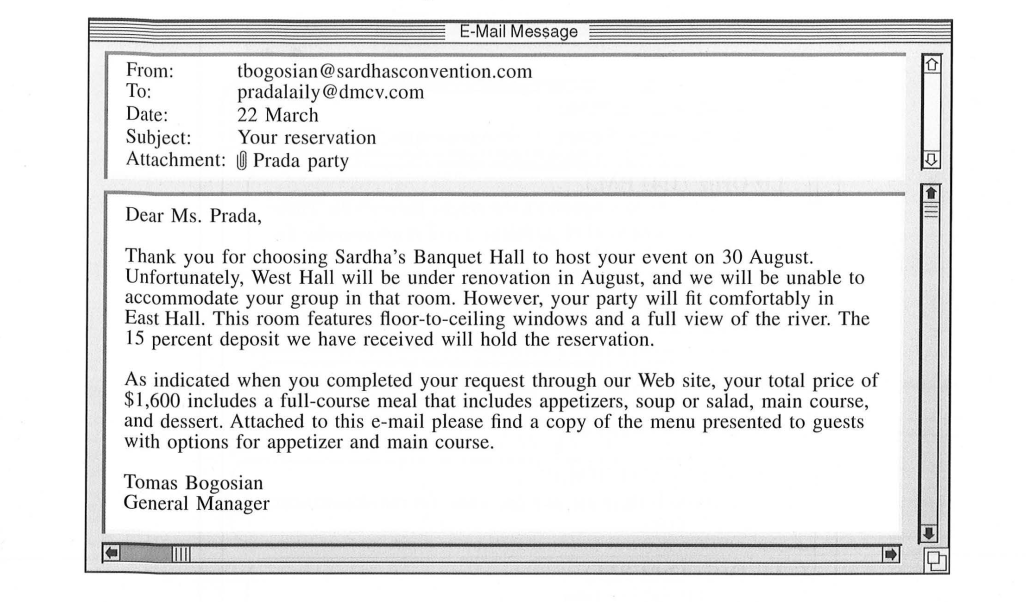 E-Mail Message
From: tbogosian@sardhasconvention.com
To: pradalaily@dmcv.com
Date: 22 March
Subject: Your reservation
Attachment: Prada party
Dear Ms. Prada,
Thank you for choosing Sardha's Banquet Hall to host your event on 30 August.
Unfortunately, West Hall will be under renovation in August, and we will be unable to
accommodate your group in that room. However, your party will fit comfortably in
East Hall. This room features floor-to-ceiling windows and a full view of the river. The
15 percent deposit we have received will hold the reservation.
As indicated when you completed your request through our Web site, your total price of
$1,600 includes a full-course meal that includes appetizers, soup or salad, main course,
and dessert. Attached to this e-mail please find a copy of the menu presented to guests
with options for appetizer and main course.
Tomas Bogosian
General Manager